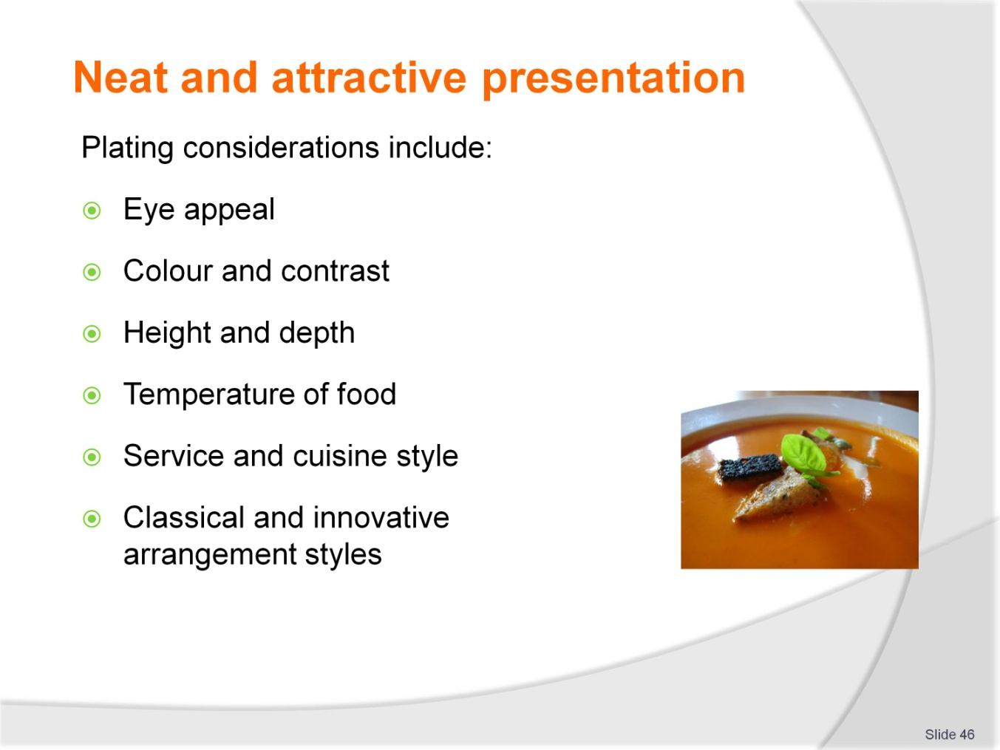 Neat and attractive presentation
Plating considerations include:
Eye appeal
Colour and contrast
Height and depth
Temperature of food
Service and cuisine style
Classical and innovative
arrangement styles
Slide 46